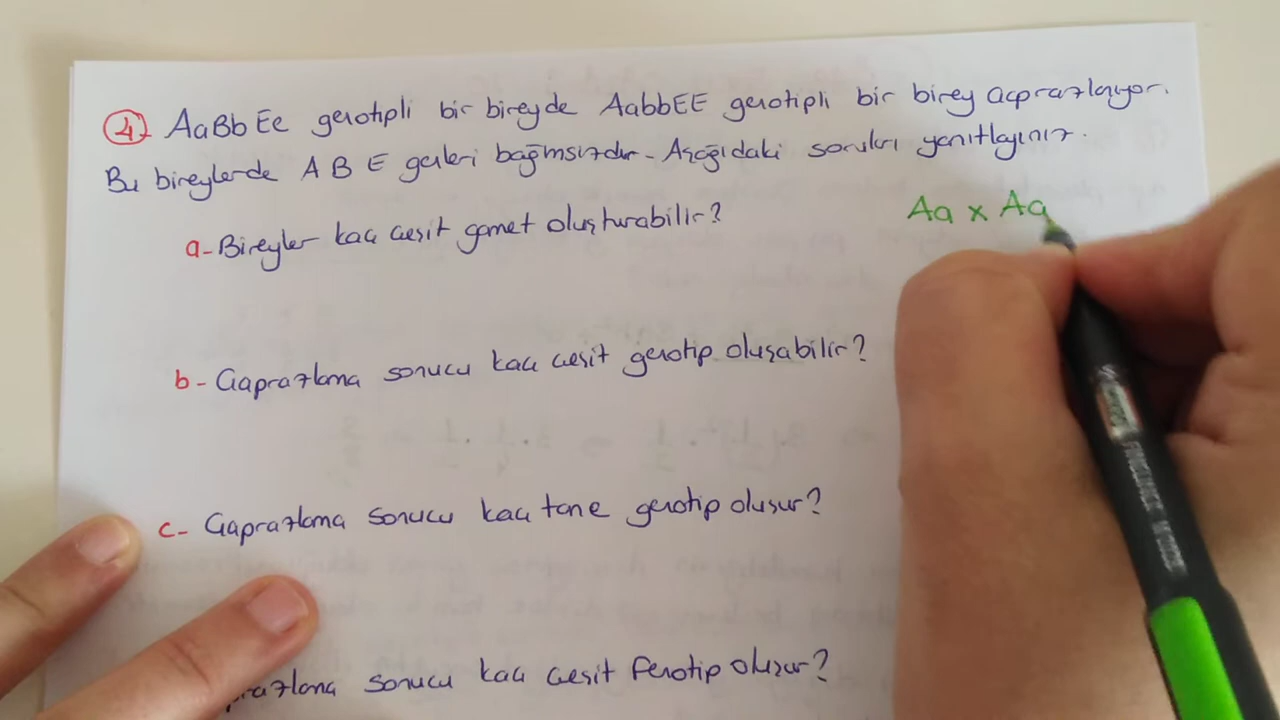 4- AaBbEe genotipli bir bireyde AabbEE genotipli bir birey çaprazlanıyor.
Bu bireylerde A B E genleri bağımsızdır. Aşağıdaki soruları yanıtlayınız.
Aa x Aa
a- Bireyler kaç çeşit gamet oluşturabilir?
b- Çaprazlama sonucu kaç çeşit genotip oluşabilir?
c- Çaprazlama sonucu kaç tane genotip oluşur?
sonucu kaç çeşit fenotip oluşur?